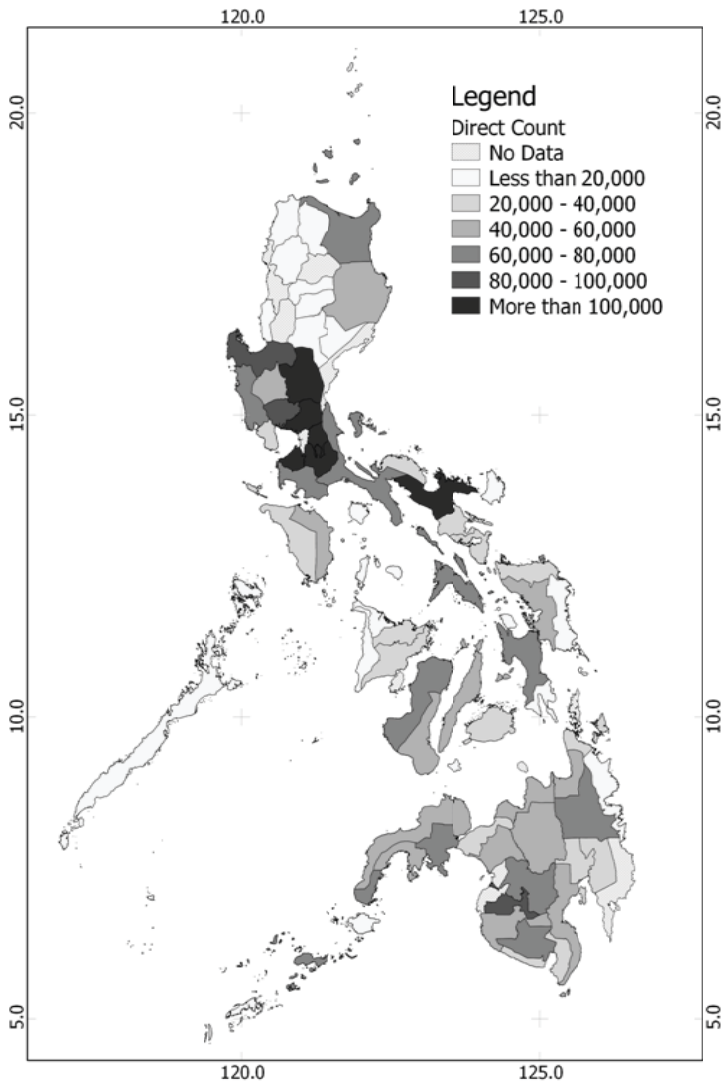 120.0 125.0
20.0 20.0
Legend
Direct Count
No Data
Less than 20,000
20,000 - 40,000
40,000 - 60,000
60,000 - 80,000
80,000 - 100,000
More than 100,000
15.0 15.0
10.0 10.0
5.0 5.0
120.0 125.0